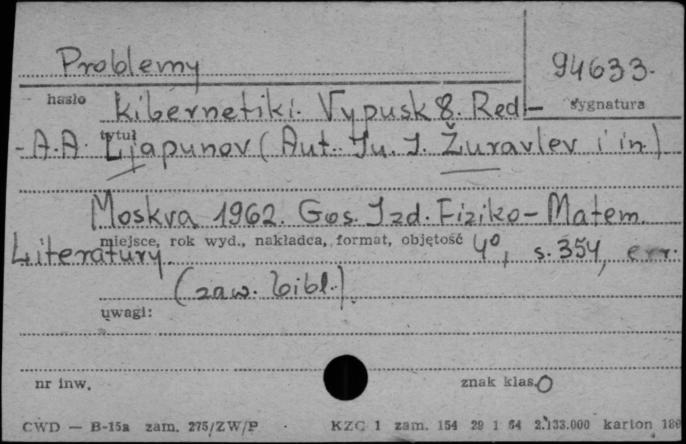 Problemy
94633.
hasło
sygnatura
Kibernetiki. Vypusk 8. Red -
tytuł
- A.A. Ljapunov (Aut. Ju. I. Žuravlev i in.)
Moskva 1962. Gos. Izd. Fiziko-Matem.
miejsce, rok wyd., nakładca, format, objętość
Literatury. 4°, s. 354, err.
(zaw. bibl.)
uwagi:
nr inw.
znak klas.
CWD — B-15a zam. 275/ZW/P KZG 1 zam. 154 29 1 64 2.133.000 karton